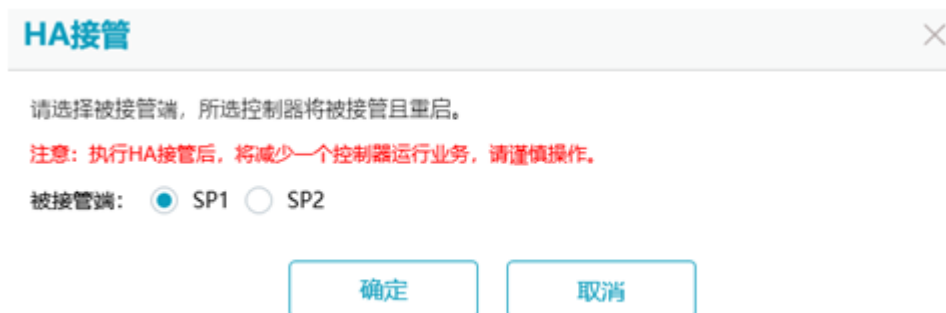 HA接管
请选择被接管端，所选控制器将被接管且重启。
注意：执行HA接管后，将减少一个控制器运行业务，请谨慎操作。
被接管端： SP1 SP2
确定 取消